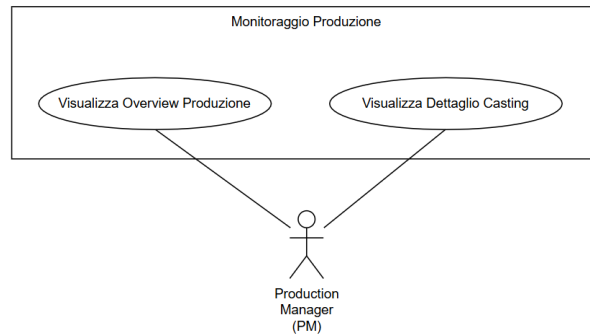 Monitoraggio Produzione
Visualizza Overview Produzione
Visualizza Dettaglio Casting
Production
Manager
(PM)